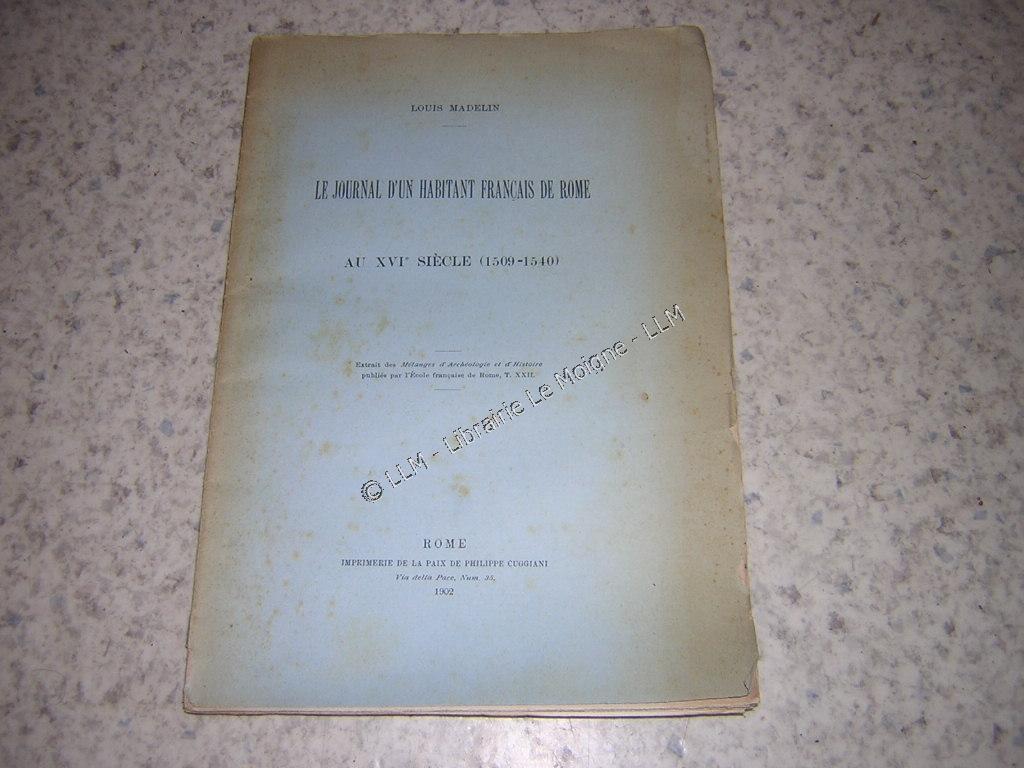 LOUIS MADELIN
LE JOURNAL D'UN HABITANT FRANÇAIS DE ROME
AU XVIe SIÈCLE (1509-1540)
Extrait des Mélanges d'Archéologie et d'Histoire
publiés par l'École française de Rome, T. XXII.
© LLM - Librairie Le Moigne - LLM
ROME
IMPRIMERIE DE LA PAIX DE PHILIPPE CUGGIANI
Via della Pace, Num. 35,
1902